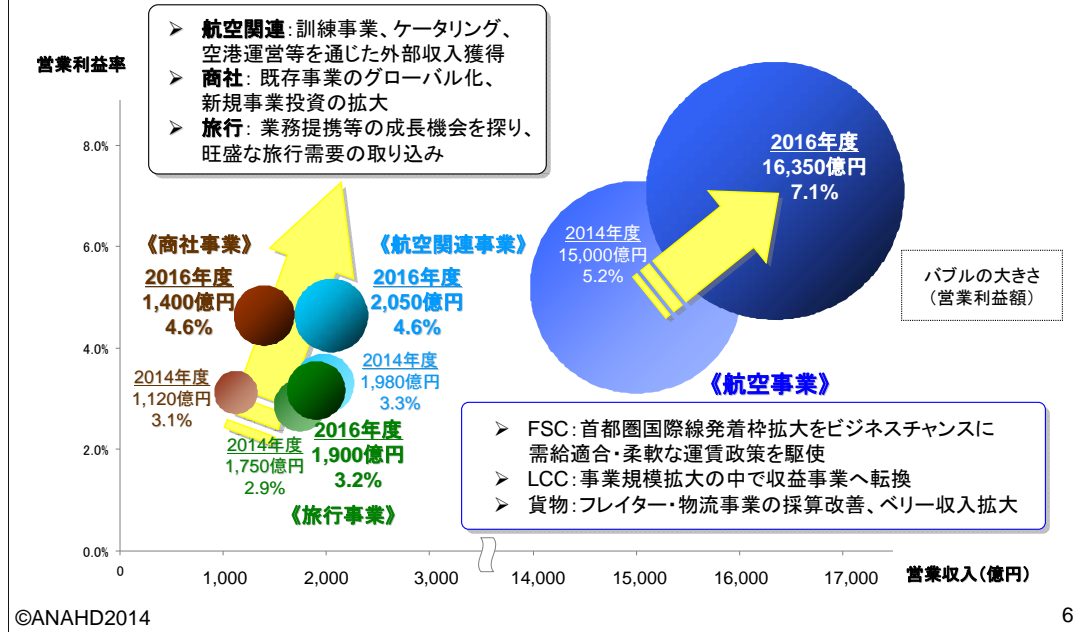 ➢ 航空関連：訓練事業、ケータリング、
空港運営等を通じた外部収入獲得
➢ 商社： 既存事業のグローバル化、
新規事業投資の拡大
➢ 旅行： 業務提携等の成長機会を探り、
旺盛な旅行需要の取り込み
営業利益率
8.0%
6.0%
4.0%
2.0%
0.0%
《商社事業》
2016年度
1,400億円
4.6%
2014年度
1,120億円
3.1%
《航空関連事業》
2016年度
2,050億円
4.6%
2014年度
1,980億円
3.3%
2014年度
1,750億円
2.9%
2016年度
1,900億円
3.2%
《旅行事業》
2014年度
15,000億円
5.2%
2016年度
16,350億円
7.1%
《航空事業》
バブルの大きさ
（営業利益額）
➢ FSC：首都圏国際線発着枠拡大をビジネスチャンスに
需給適合・柔軟な運賃政策を駆使
➢ LCC：事業規模拡大の中で収益事業へ転換
➢ 貨物：フレイター・物流事業の採算改善、ベリー収入拡大
0
1,000
2,000
3,000
14,000
15,000
16,000
17,000
営業収入（億円）
©ANAHD2014
6